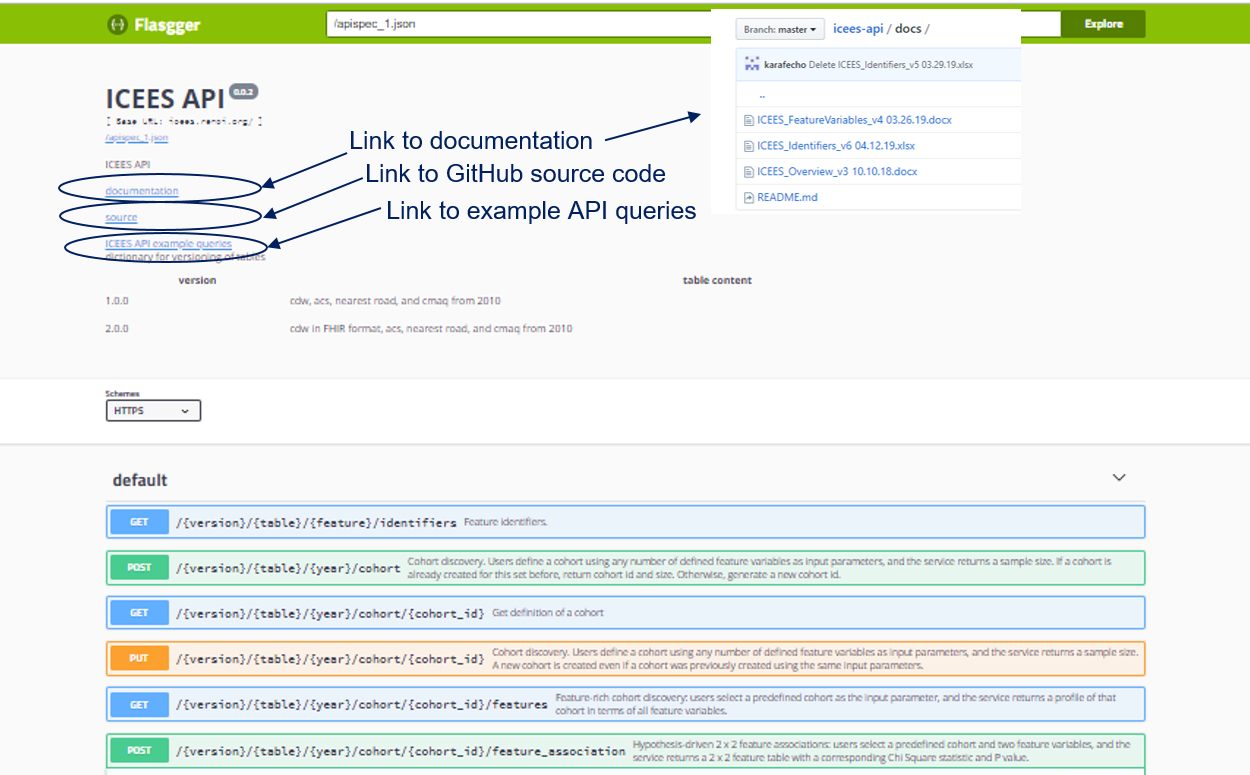 Flasgger
/apispec_1.json
Explore
Branch: master
icees-api / docs /
karafecho Delete ICEES_Identifiers_v5 03.29.19.xlsx
..
ICEES_FeatureVariables_v4 03.26.19.docx
ICEES_Identifiers_v6 04.12.19.xlsx
ICEES_Overview_v3 10.10.18.docx
README.md
ICEES API 0.0.2
[ Base URL: icees.renci.org/ ]
/apispec_1.json
ICEES API
documentation
source
ICEES API example queries
dictionary for versioning of tables
Link to documentation
Link to GitHub source code
Link to example API queries
version table content
1.0.0 cdw, acs, nearest road, and cmaq from 2010
2.0.0 cdw in FHIR format, acs, nearest road, and cmaq from 2010
Schemes
HTTPS
default
GET /{version}/{table}/{feature}/identifiers Feature identifiers.
POST /{version}/{table}/{year}/cohort Cohort discovery. Users define a cohort using any number of defined feature variables as input parameters, and the service returns a sample size. If a cohort is
already created for this set before, return cohort id and size. Otherwise, generate a new cohort id.
GET /{version}/{table}/{year}/cohort/{cohort_id} Get definition of a cohort
PUT /{version}/{table}/{year}/cohort/{cohort_id} Cohort discovery. Users define a cohort using any number of defined feature variables as input parameters, and the service returns a sample size.
A new cohort is created even if a cohort was previously created using the same input parameters.
GET /{version}/{table}/{year}/cohort/{cohort_id}/features Feature-rich cohort discovery: users select a predefined cohort as the input parameter, and the service returns a profile of that
cohort in terms of all feature variables.
POST /{version}/{table}/{year}/cohort/{cohort_id}/feature_association Hypothesis-driven 2 x 2 feature associations: users select a predefined cohort and two feature variables, and the
service returns a 2 x 2 feature table with a corresponding Chi Square statistic and P value.